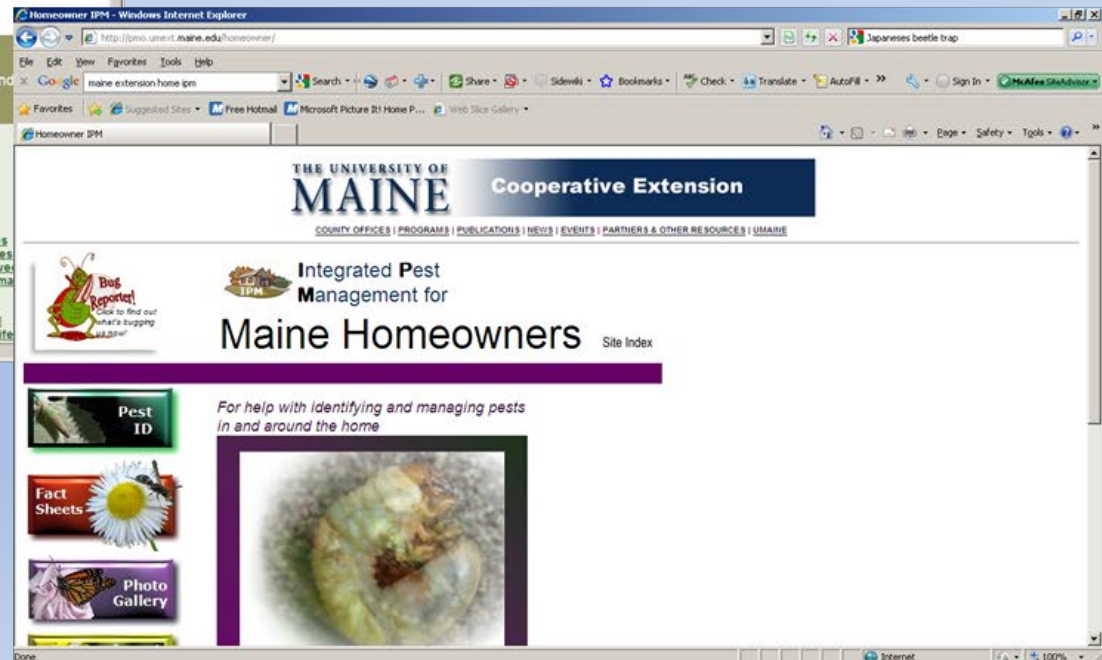 Homeowner IPM - Windows Internet Explorer
http://pmo.umext.maine.edu/homeowner/
Japaneses beetle trap
File Edit View Favorites Tools Help
Google maine extension home ipm Search Share Sidewiki Bookmarks Check Translate AutoFill » Sign In McAfee SiteAdvisor
Favorites Suggested Sites Free Hotmail Microsoft Picture It! Home P... Web Slice Gallery
Homeowner IPM Page Safety Tools »
THE UNIVERSITY OF
MAINE Cooperative Extension
COUNTY OFFICES | PROGRAMS | PUBLICATIONS | NEWS | EVENTS | PARTNERS & OTHER RESOURCES | UMAINE
Bug
Reporter!
Click to find out
what's bugging
us now!
IPM
Integrated Pest
Management for
Maine Homeowners Site Index
Pest
ID
For help with identifying and managing pests
in and around the home
Fact
Sheets
Photo
Gallery
Done Internet 100%